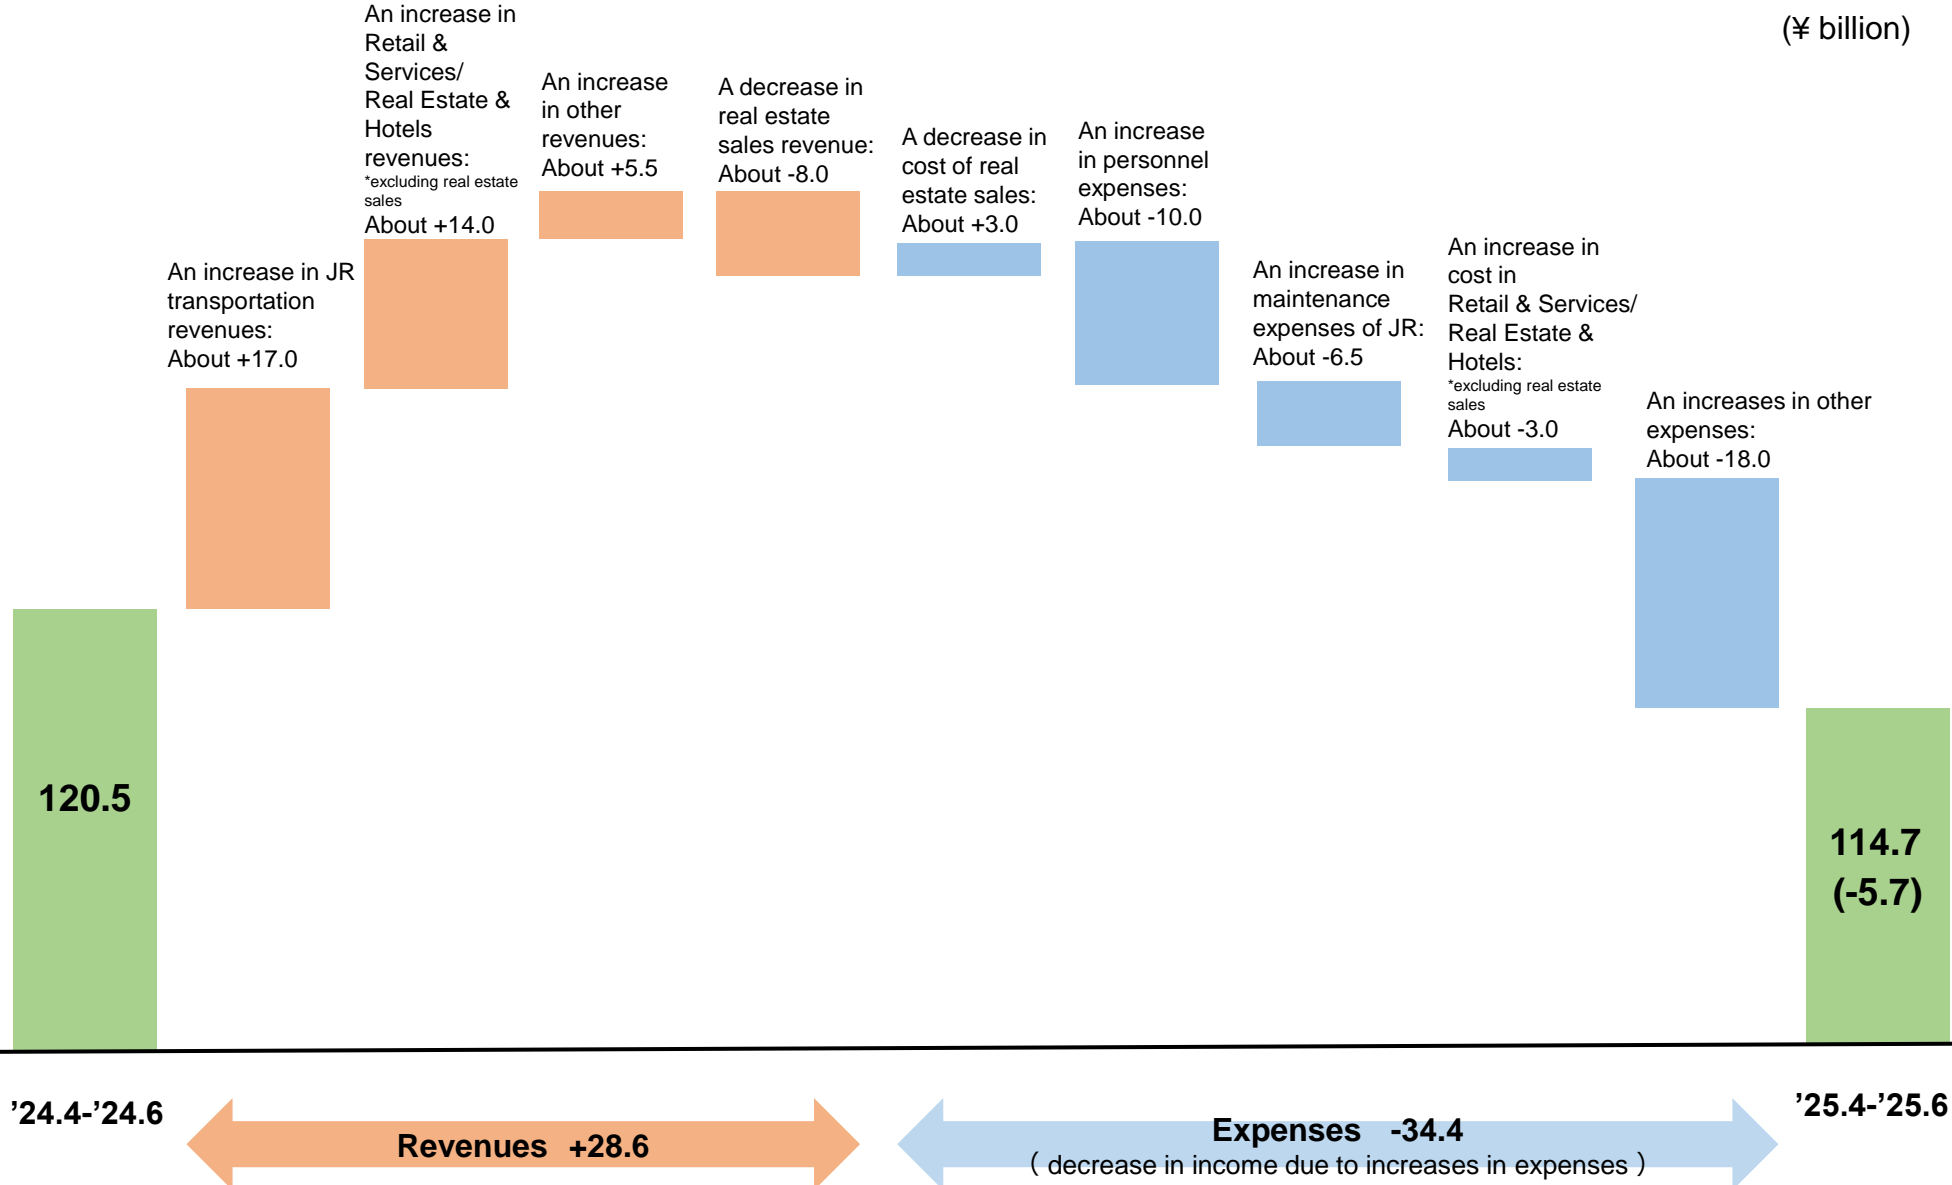 (¥ billion)
An increase in
Retail &
Services/
Real Estate &
Hotels
revenues:
*excluding real estate
sales
About +14.0
An increase
in other
revenues:
About +5.5
A decrease in
real estate
sales revenue:
About -8.0
A decrease in
cost of real
estate sales:
About +3.0
An increase
in personnel
expenses:
About -10.0
An increase in JR
transportation
revenues:
About +17.0
An increase in
maintenance
expenses of JR:
About -6.5
An increase in
cost in
Retail & Services/
Real Estate &
Hotels:
*excluding real estate
sales
About -3.0
An increases in other
expenses:
About -18.0
120.5
114.7
(-5.7)
’24.4-’24.6
Revenues +28.6
Expenses -34.4
( decrease in income due to increases in expenses )
’25.4-’25.6